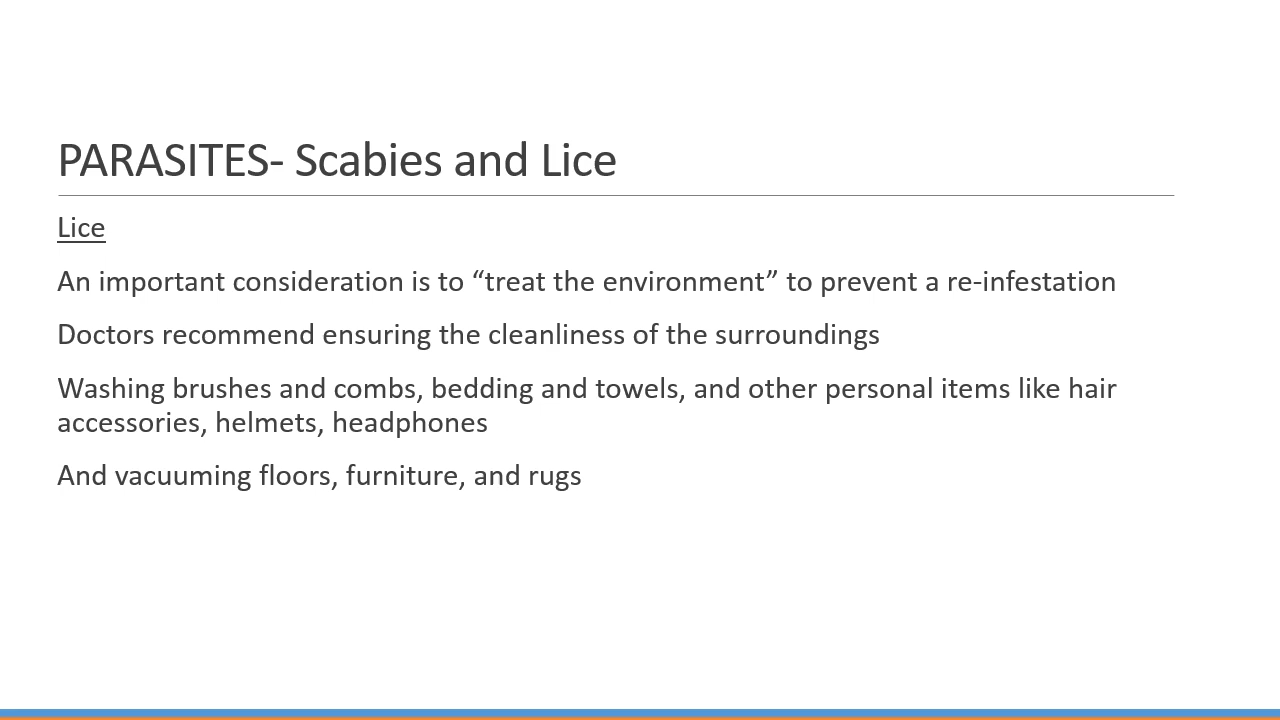 PARASITES- Scabies and Lice
Lice
An important consideration is to “treat the environment” to prevent a re-infestation
Doctors recommend ensuring the cleanliness of the surroundings
Washing brushes and combs, bedding and towels, and other personal items like hair
accessories, helmets, headphones
And vacuuming floors, furniture, and rugs